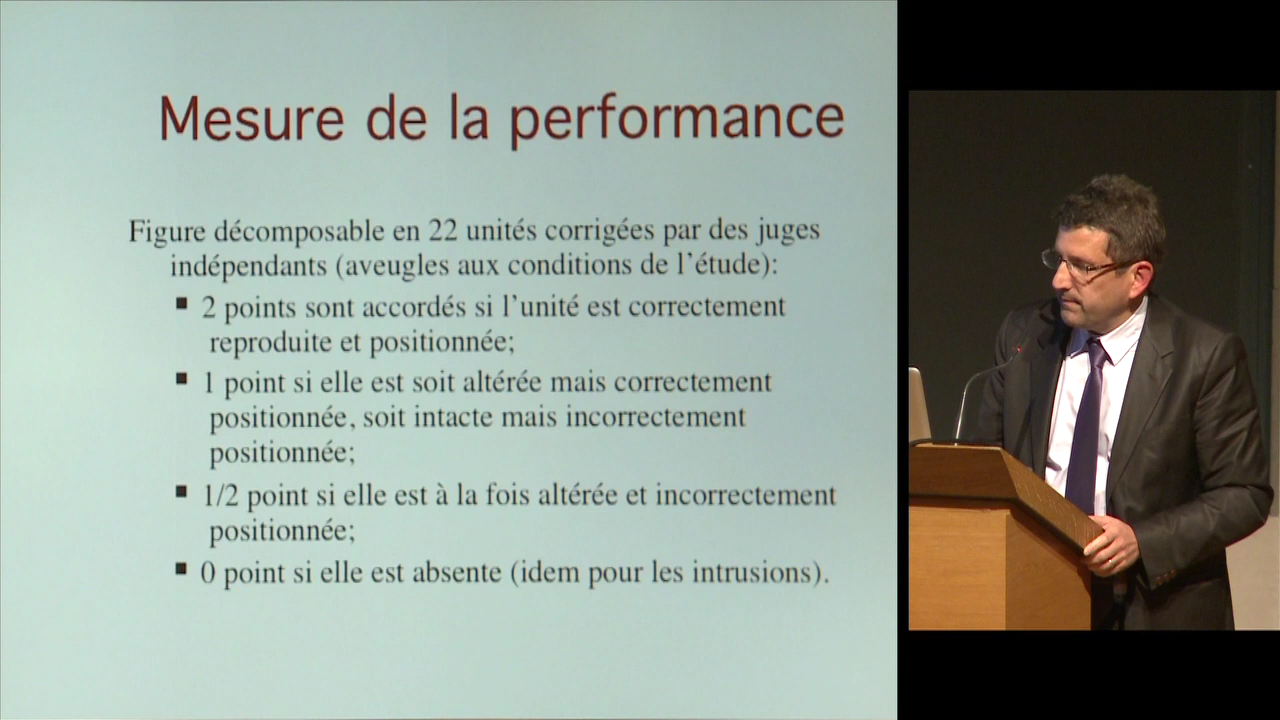 Mesure de la performance
Figure décomposable en 22 unités corrigées par des juges
indépendants (aveugles aux conditions de l'étude):
▪ 2 points sont accordés si l'unité est correctement
reproduite et positionnée;
▪ 1 point si elle est soit altérée mais correctement
positionnée, soit intacte mais incorrectement
positionnée;
▪ 1/2 point si elle est à la fois altérée et incorrectement
positionnée;
▪ 0 point si elle est absente (idem pour les intrusions).